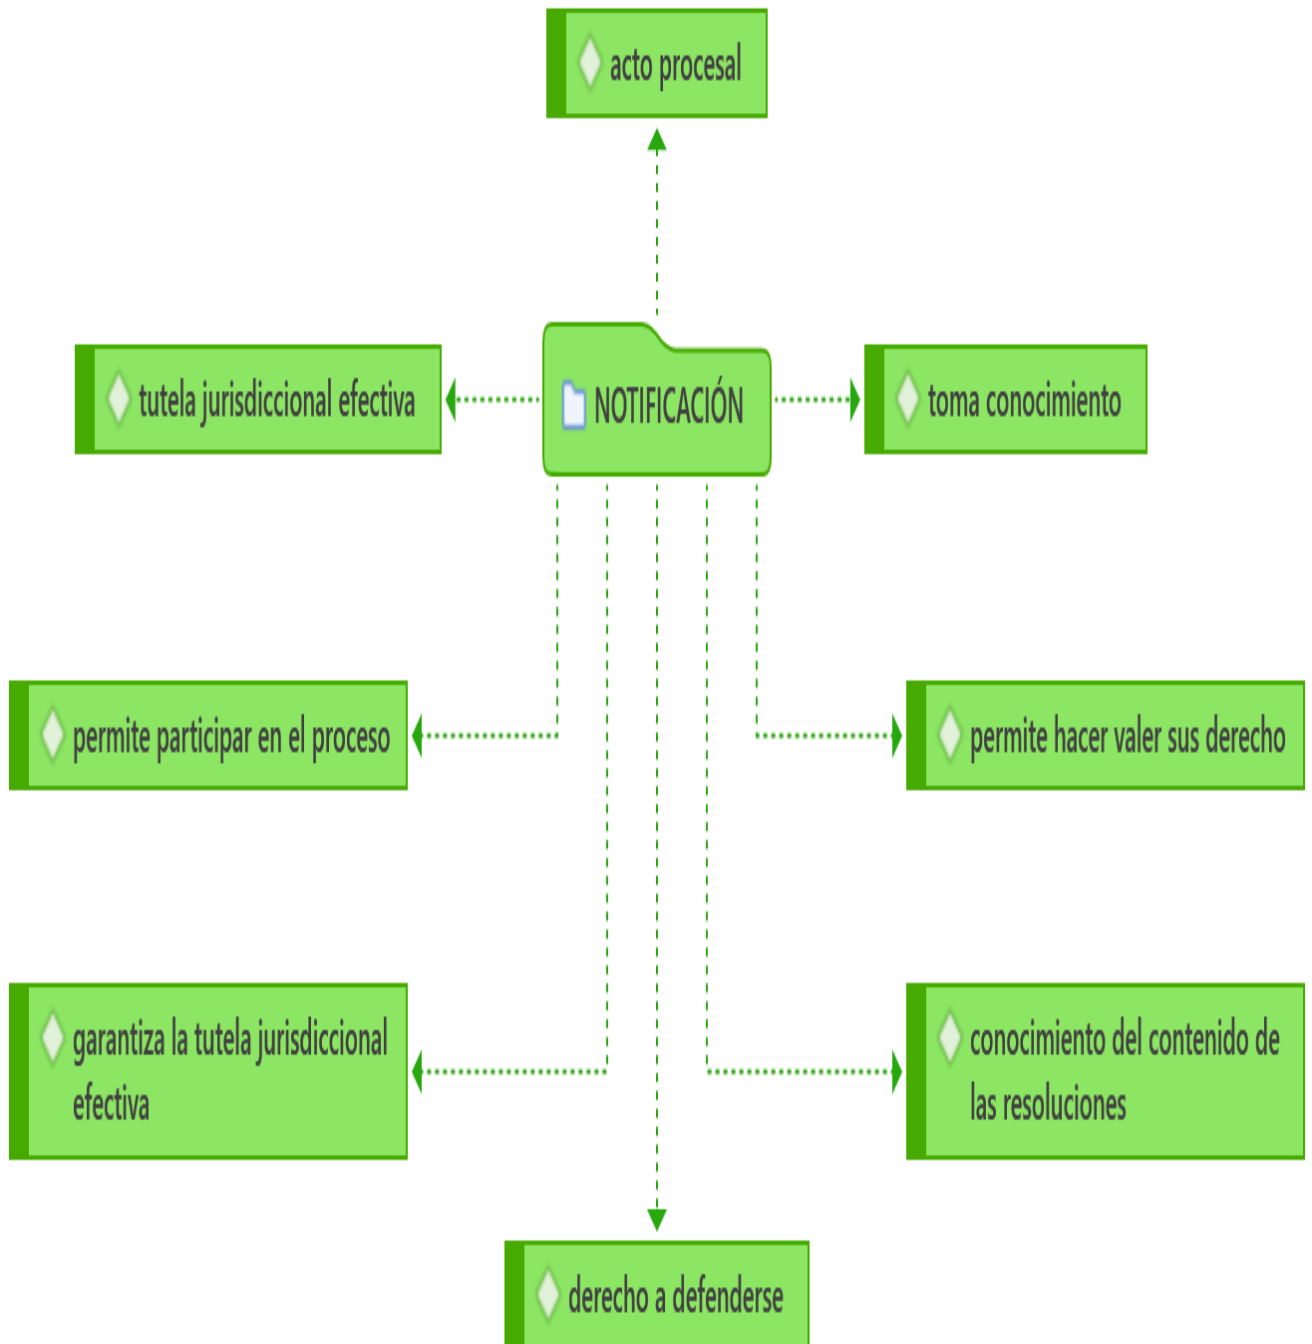 acto procesal
tutela jurisdiccional efectiva
NOTIFICACIÓN
toma conocimiento
permite participar en el proceso
permite hacer valer sus derecho
garantiza la tutela jurisdiccional
efectiva
conocimiento del contenido de
las resoluciones
derecho a defenderse